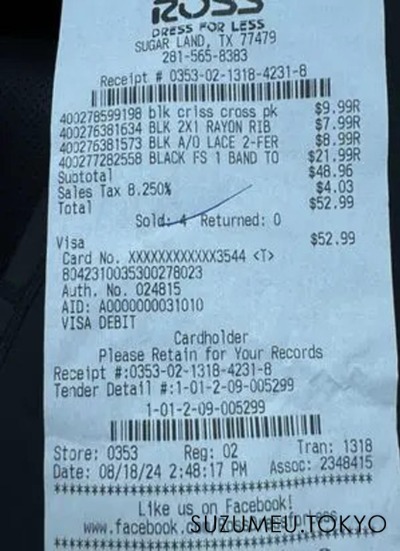 ROSS
DRESS FOR LESS
SUGAR LAND, TX 77479
281-565-8383
Receipt # 0353-02-1318-4231-8
400278599198 blk crlss cross pk $9.99R
400276381634 BLK 2X1 RAYON RIB $7.99R
400276381573 BLK A/O LACE 2-FER $8.99R
400277282558 BLACK FS 1 BAND TO $21.99R
Subtotal $48.96
Sales Tax 8.250% $4.03
Total $52.99
Sold: 4 Returned: 0
Visa $52.99
Card No. XXXXXXXXXXXX3544 <T>
8042310035300278023
Auth. No. 024815
AID: A0000000031010
VISA DEBIT
Cardholder
Please Retain for Your Records
Receipt #:0353-02-1318-4231-8
Tender Detail #:1-01-2-09-005299
1-01-2-09-005299
Store: 0353 Reg: 02 Tran: 1318
Date: 08/18/24 2:48:17 PM Assoc: 2348415
************************************
Like us on Facebook!
www.facebook.
SUZUMEU.TOKYO